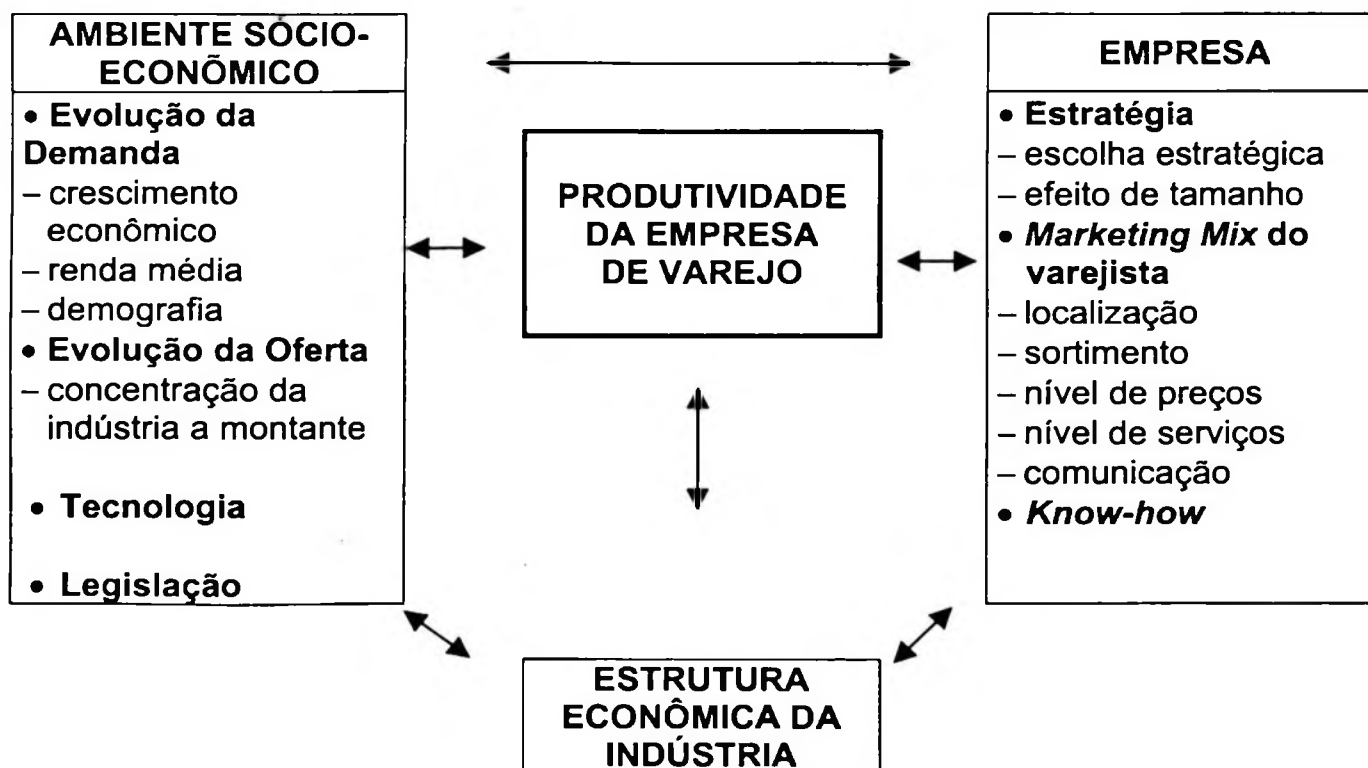 AMBIENTE SÓCIO-
ECONÔMICO
• Evolução da
Demanda
– crescimento
econômico
– renda média
– demografia
• Evolução da Oferta
– concentração da
indústria a montante
• Tecnologia
• Legislação
PRODUTIVIDADE
DA EMPRESA
DE VAREJO
EMPRESA
• Estratégia
– escolha estratégica
– efeito de tamanho
• Marketing Mix do
varejista
– localização
– sortimento
– nível de preços
– nível de serviços
– comunicação
• Know-how
ESTRUTURA
ECONÔMICA DA
INDÚSTRIA